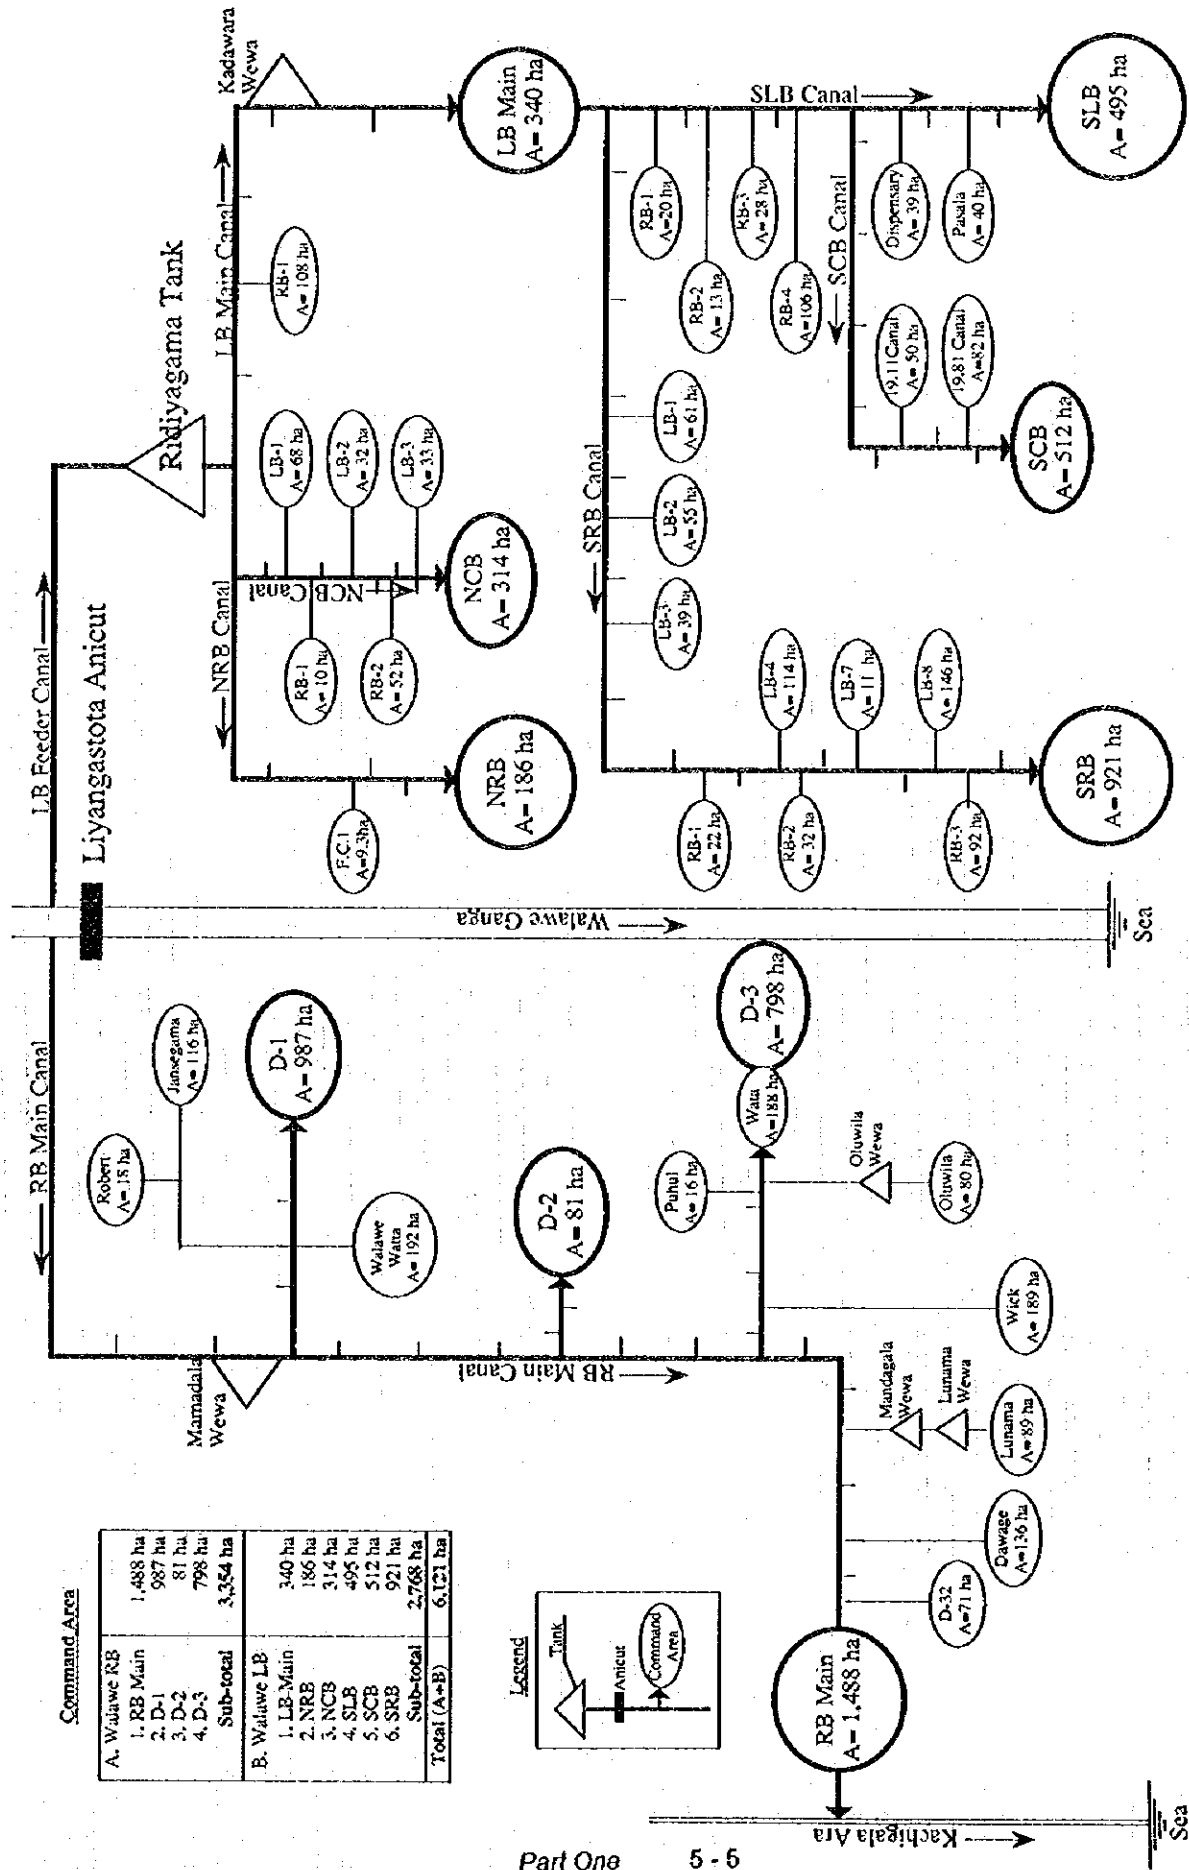 LB Feeder Canal
Liyangastota Anicut
Ridiyagama Tank
RB Main Canal
NRB Canal
LB Main Canal
Kadawara
Wewa
RB-1
A= 108 ha
LB Main
A= 340 ha
LB-1
A= 68 ha
LB-2
A= 32 ha
LB-3
A= 33 ha
NCB Canal
RB-1
A= 10 ha
RB-2
A= 52 ha
NCB
A= 314 ha
F.C.1
A=9.3ha
NRB
A= 186 ha
SLB Canal
RB-1
A=20 ha
RB-2
A= 13 ha
RB-3
A= 28 ha
RB-4
A=106 ha
SCB Canal
Dispensary
A= 39 ha
Pasala
A= 40 ha
SLB
A= 495 ha
19.11Canal
A= 50 ha
19.81 Canal
A=82 ha
SCB
A= 512 ha
SRB Canal
LB-1
A= 61 ha
LB-2
A= 55 ha
LB-3
A= 39 ha
LB-4
A= 114 ha
LB-7
A= 11 ha
LB-8
A= 146 ha
RB-1
A= 22 ha
RB-2
A= 32 ha
RB-3
A= 92 ha
SRB
A= 921 ha
Walawe Ganga
Sea
Robert
A= 18 ha
Jansegama
A= 116 ha
D-1
A= 987 ha
Walawe
Watta
A= 192 ha
Mamadala
Wewa
D-2
A= 81 ha
RB Main Canal
Puhul
A= 16 ha
Wata
A=188 ha
D-3
A= 798 ha
Oluwila
Wewa
Oluwila
A= 80 ha
Wick
A= 189 ha
Mandagala
Wewa
Lunama
Wewa
Lunama
A= 89 ha
Dawage
A=136 ha
D-32
A=71 ha
RB Main
A= 1,488 ha
Kachigala Ara
Sea
Command Area
A. Walawe RB
1. RB Main 1,488 ha
2. D-1 987 ha
3. D-2 81 ha
4. D-3 798 ha
Sub-total 3,354 ha
B. Walawe LB
1. LB-Main 340 ha
2. NRB 186 ha
3. NCB 314 ha
4. SLB 495 ha
5. SCB 512 ha
6. SRB 921 ha
Sub-total 2,768 ha
Total (A+B) 6,121 ha
Legend
Tank
Anicut
Command
Area
Part One 5 - 5